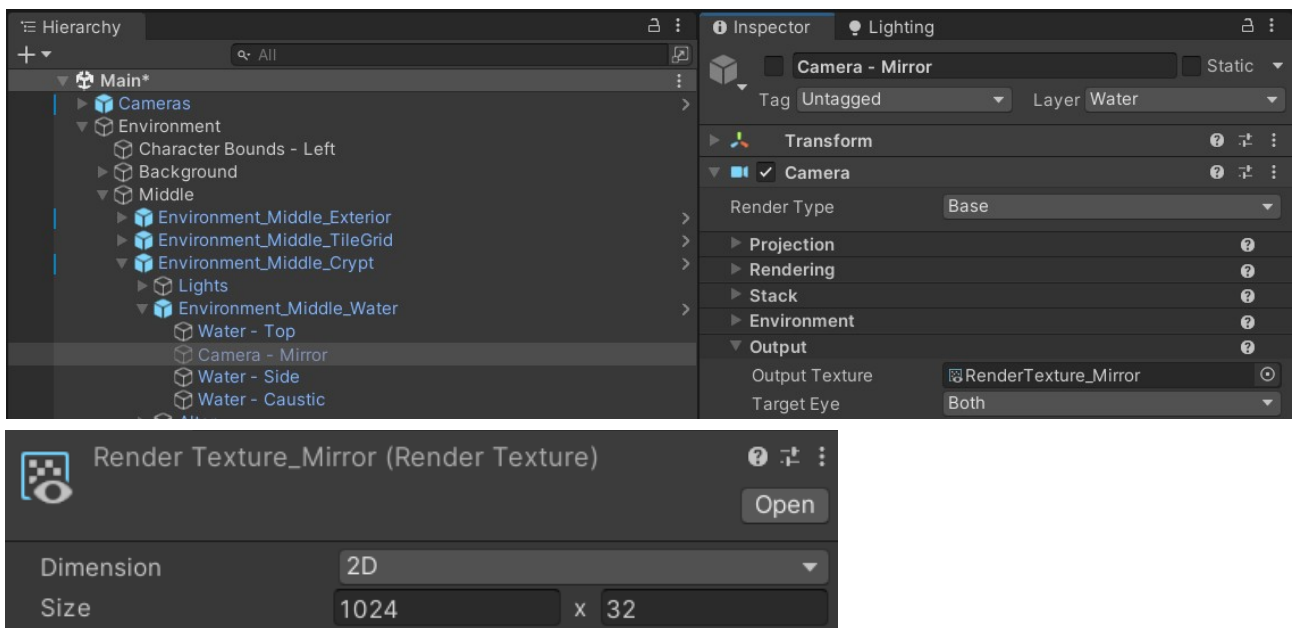 Hierarchy
All
Main*
Cameras
Environment
Character Bounds - Left
Background
Middle
Environment_Middle_Exterior
Environment_Middle_TileGrid
Environment_Middle_Crypt
Lights
Environment_Middle_Water
Water - Top
Camera - Mirror
Water - Side
Water - Caustic
Inspector Lighting
Camera - Mirror Static
Tag Untagged Layer Water
Transform
Camera
Render Type Base
Projection
Rendering
Stack
Environment
Output
Output Texture RenderTexture_Mirror
Target Eye Both
Render Texture_Mirror (Render Texture)
Open
Dimension 2D
Size 1024 x 32